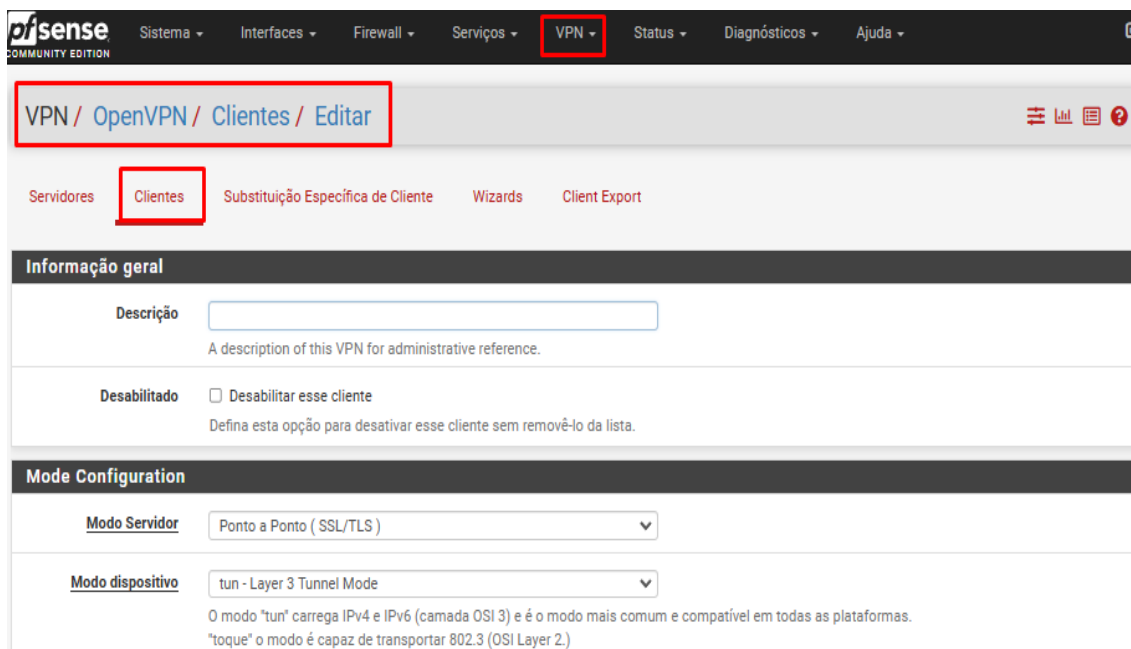 pfsense
COMMUNITY EDITION
Sistema Interfaces Firewall Serviços VPN Status Diagnósticos Ajuda
VPN / OpenVPN / Clientes / Editar
Servidores Clientes Substituição Específica de Cliente Wizards Client Export
Informação geral
Descrição
A description of this VPN for administrative reference.
Desabilitado Desabilitar esse cliente
Defina esta opção para desativar esse cliente sem removê-lo da lista.
Mode Configuration
Modo Servidor Ponto a Ponto ( SSL/TLS )
Modo dispositivo tun - Layer 3 Tunnel Mode
O modo "tun" carrega IPv4 e IPv6 (camada OSI 3) e é o modo mais comum e compatível em todas as plataformas.
"toque" o modo é capaz de transportar 802.3 (OSI Layer 2.)